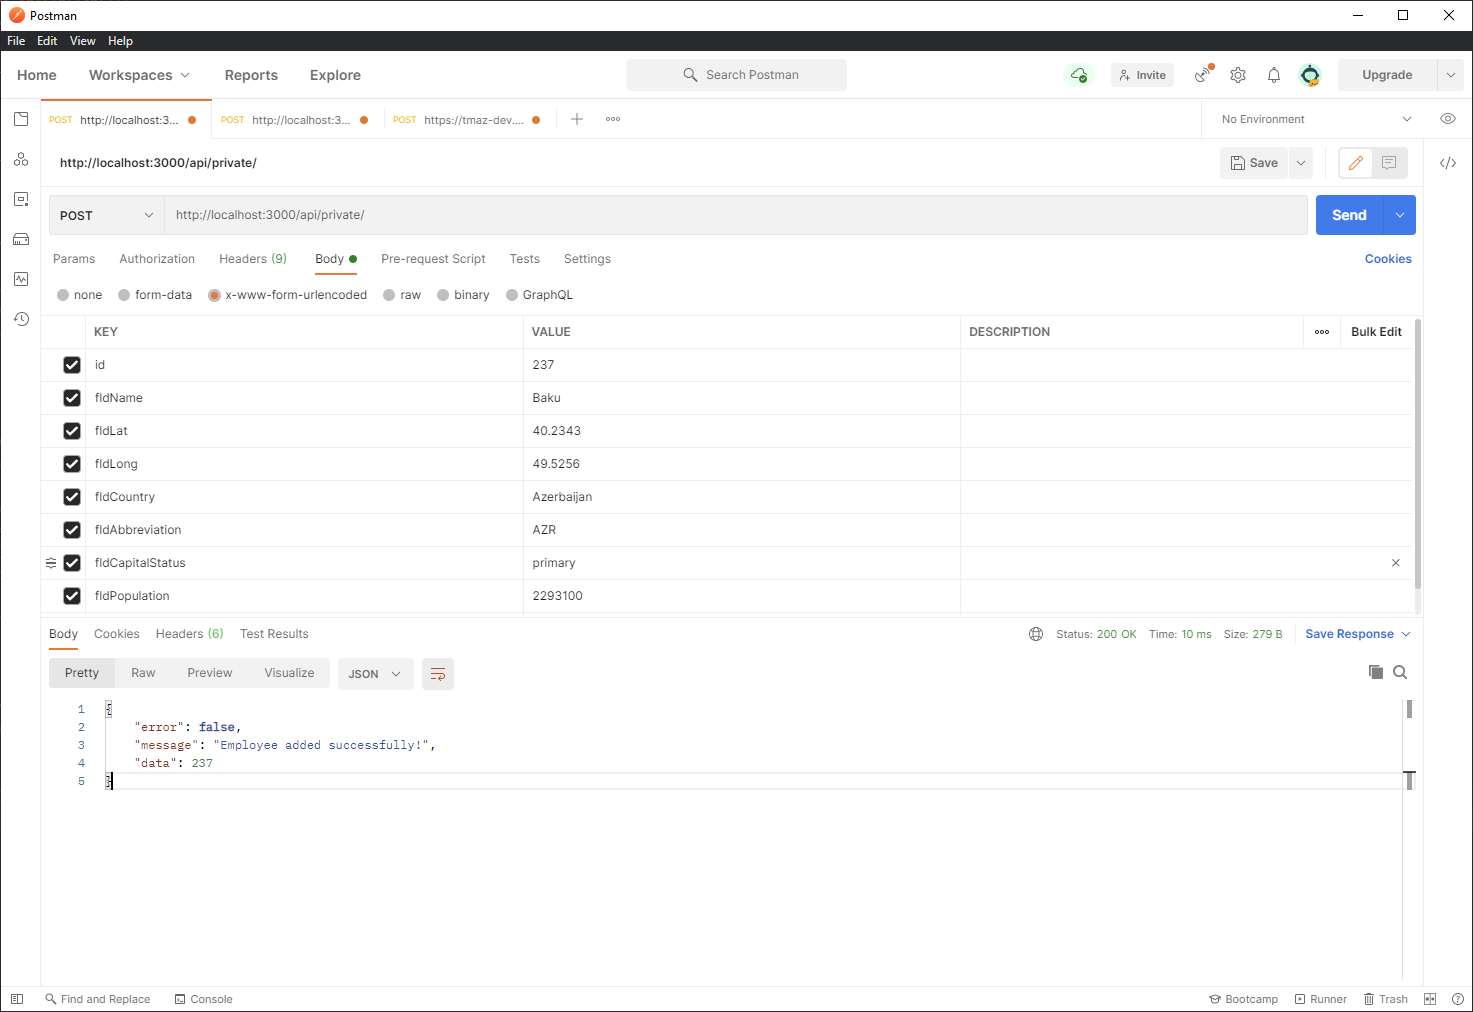 Postman
File Edit View Help
Home Workspaces Reports Explore Search Postman Invite Upgrade
POST http://localhost:3... POST http://localhost:3... POST https://tmaz-dev.... No Environment
http://localhost:3000/api/private/ Save
POST http://localhost:3000/api/private/ Send
Params Authorization Headers (9) Body Pre-request Script Tests Settings Cookies
none form-data x-www-form-urlencoded raw binary GraphQL
KEY VALUE DESCRIPTION Bulk Edit
id 237
fldName Baku
fldLat 40.2343
fldLong 49.5256
fldCountry Azerbaijan
fldAbbreviation AZR
fldCapitalStatus primary
fldPopulation 2293100
Body Cookies Headers (6) Test Results Status: 200 OK Time: 10 ms Size: 279 B Save Response
Pretty Raw Preview Visualize JSON
1 {
2 "error": false,
3 "message": "Employee added successfully!",
4 "data": 237
5 }
Find and Replace Console Bootcamp Runner Trash